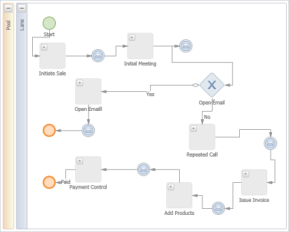 Pool
Lane
Start
Initiate Sale
Initial Meeting
Yes
Open Email
Open Email
No
Repeated Call
Paid
Payment Control
Issue Invoice
Add Products